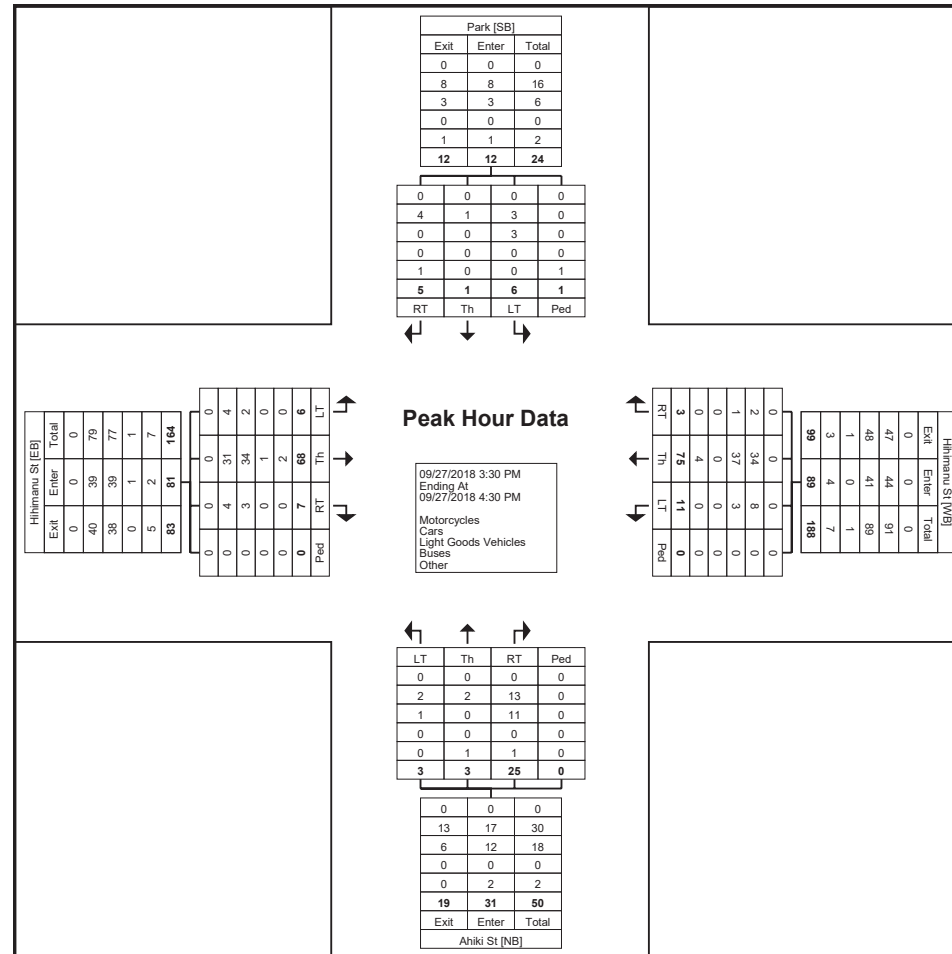 Park [SB]
Exit Enter Total
0 0 0
8 8 16
3 3 6
0 0 0
1 1 2
12 12 24
0 0 0 0
4 1 3 0
0 0 3 0
0 0 0 0
1 0 0 1
5 1 6 1
RT Th LT Ped
Hihimanu St [EB]
Total 0 79 77 1 7 164
Enter 0 39 39 1 2 81
Exit 0 40 38 0 5 83
0 4 2 0 0 6 LT
0 31 34 1 2 68 Th
0 4 3 0 0 7 RT
0 0 0 0 0 0 Ped
Peak Hour Data
09/27/2018 3:30 PM
Ending At
09/27/2018 4:30 PM
Motorcycles
Cars
Light Goods Vehicles
Buses
Other
RT 3 0 0 1 2 0
Th 75 4 0 37 34 0
LT 11 0 0 3 8 0
Ped 0 0 0 0 0 0
99 3 1 48 47 0 Exit
89 4 0 41 44 0 Enter
188 7 1 89 91 0 Total
Hihimanu St [WB]
LT Th RT Ped
0 0 0 0
2 2 13 0
1 0 11 0
0 0 0 0
0 1 1 0
3 3 25 0
0 0 0
13 17 30
6 12 18
0 0 0
0 2 2
19 31 50
Exit Enter Total
Ahiki St [NB]